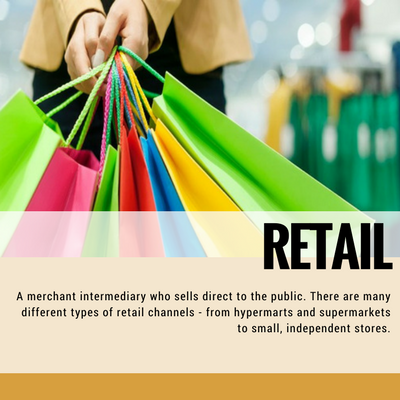 RETAIL
A merchant intermediary who sells direct to the public. There are many
different types of retail channels - from hypermarts and supermarkets
to small, independent stores.